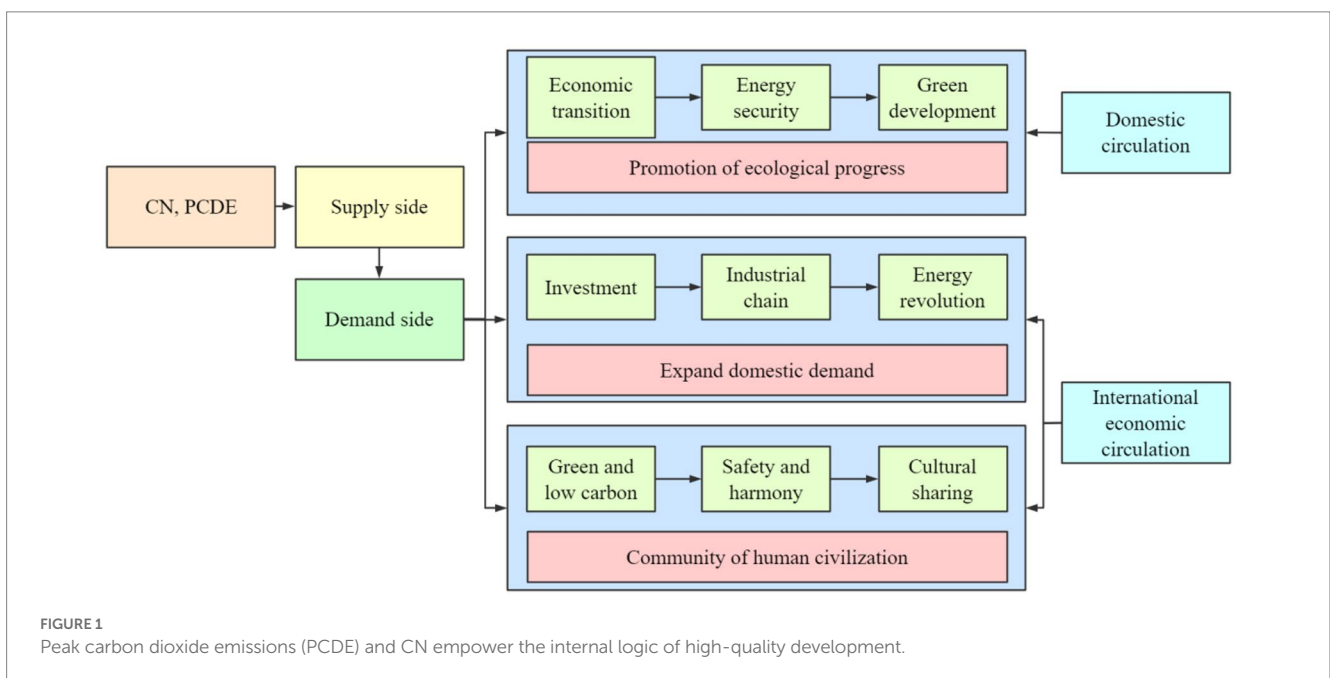 CN, PCDE
Supply side
Demand side
Economic
transition
Energy
security
Green
development
Promotion of ecological progress
Investment
Industrial
chain
Energy
revolution
Expand domestic demand
Green and
low carbon
Safety and
harmony
Cultural
sharing
Community of human civilization
Domestic
circulation
International
economic
circulation
FIGURE 1
Peak carbon dioxide emissions (PCDE) and CN empower the internal logic of high-quality development.